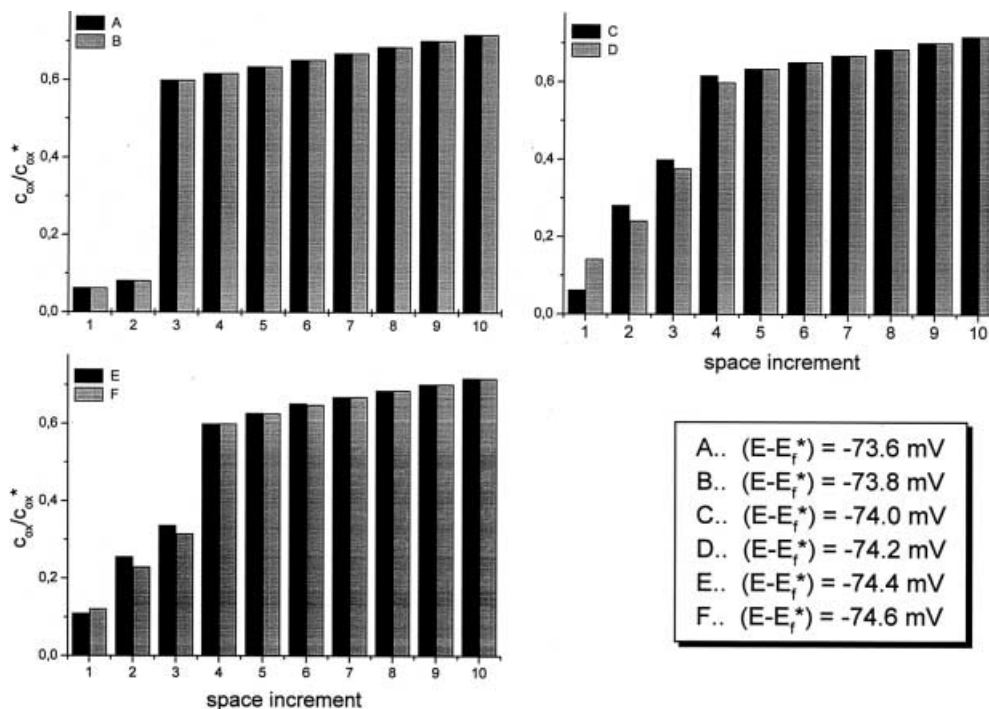 A
B
0,6
0,4
0,2
0,0
c_ox/c_ox*
1 2 3 4 5 6 7 8 9 10
C
D
0,6
0,4
0,2
0,0
1 2 3 4 5 6 7 8 9 10
space increment
E
F
0,6
0,4
0,2
0,0
c_ox/c_ox*
1 2 3 4 5 6 7 8 9 10
space increment
A.. (E-E_f*) = -73.6 mV
B.. (E-E_f*) = -73.8 mV
C.. (E-E_f*) = -74.0 mV
D.. (E-E_f*) = -74.2 mV
E.. (E-E_f*) = -74.4 mV
F.. (E-E_f*) = -74.6 mV